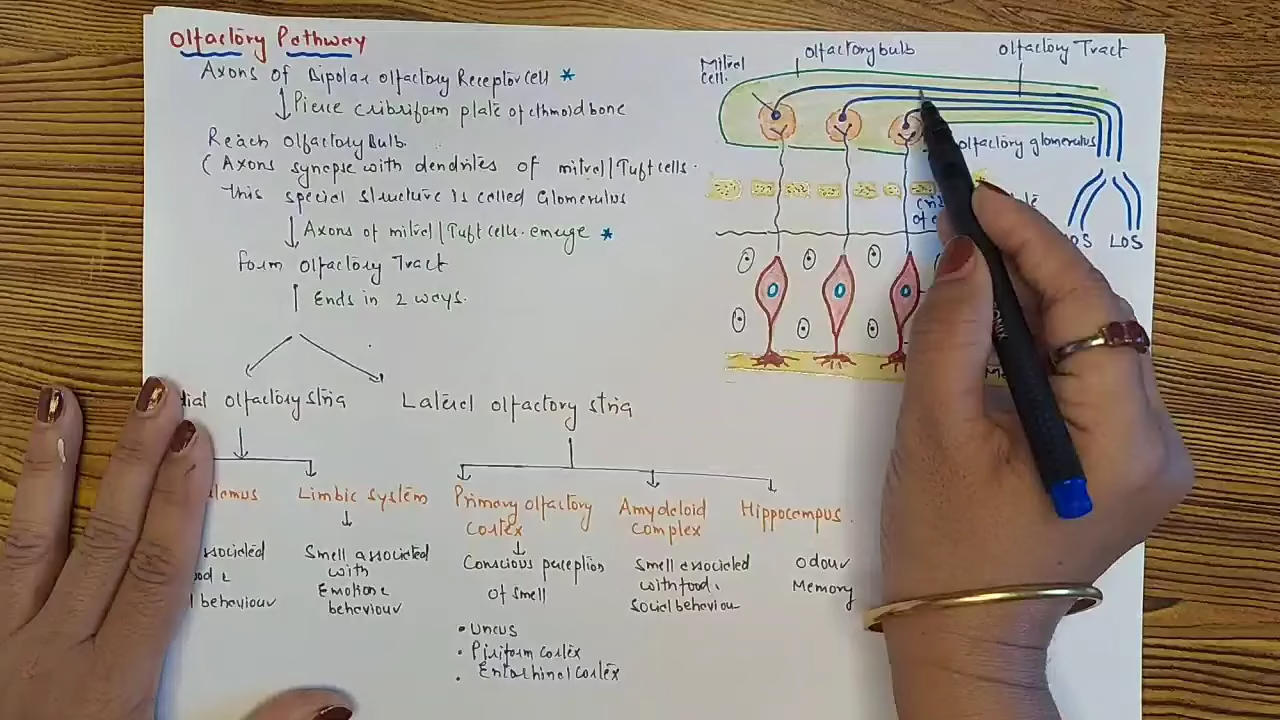 Olfactory Pathway
Axons of Bipolar olfactory Receptor cell *
Pierce cribriform plate of ethmoid bone
Reach Olfactory Bulb.
( Axons synapse with dendrites of mitral/Tuft cells.
This special structure is called Glomerulus
Axons of mitral/Tuft cells emerge *
form Olfactory Tract
Ends in 2 ways.
olfactory stria
Lateral olfactory stria
Limbic system
Primary olfactory
Cortex
Amydeloid
complex
Hippocampus.
Smell associated
with
Emotion &
behaviour
Conscious perception
of smell
• Uncus
• Piriform cortex
• Entorhinal cortex
Smell associated
with food &
social behaviour
Odour
Memory
behaviour
Mitral
cell.
olfactory bulb
olfactory Tract
olfactory glomerulus
LOS